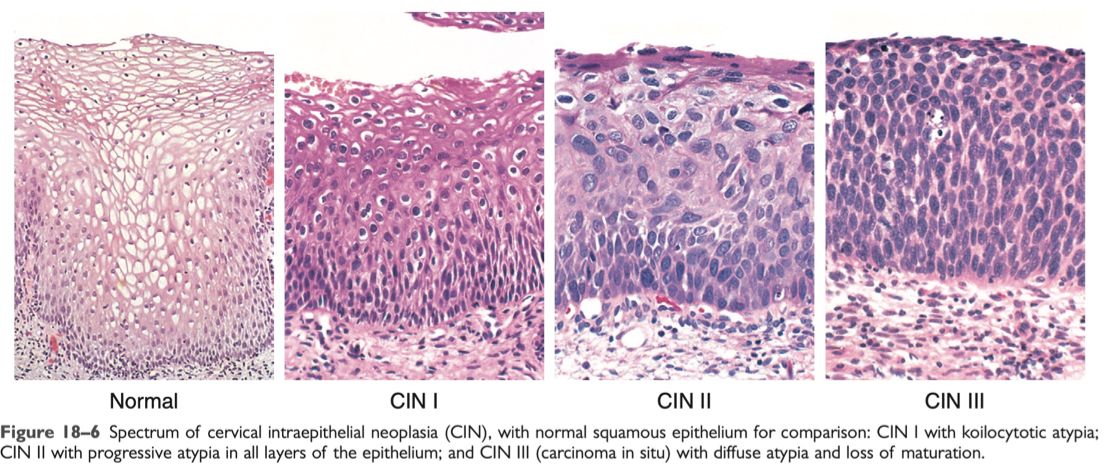 Normal
CIN I
CIN II
CIN III
Figure 18–6 Spectrum of cervical intraepithelial neoplasia (CIN), with normal squamous epithelium for comparison: CIN I with koilocytotic atypia;
CIN II with progressive atypia in all layers of the epithelium; and CIN III (carcinoma in situ) with diffuse atypia and loss of maturation.